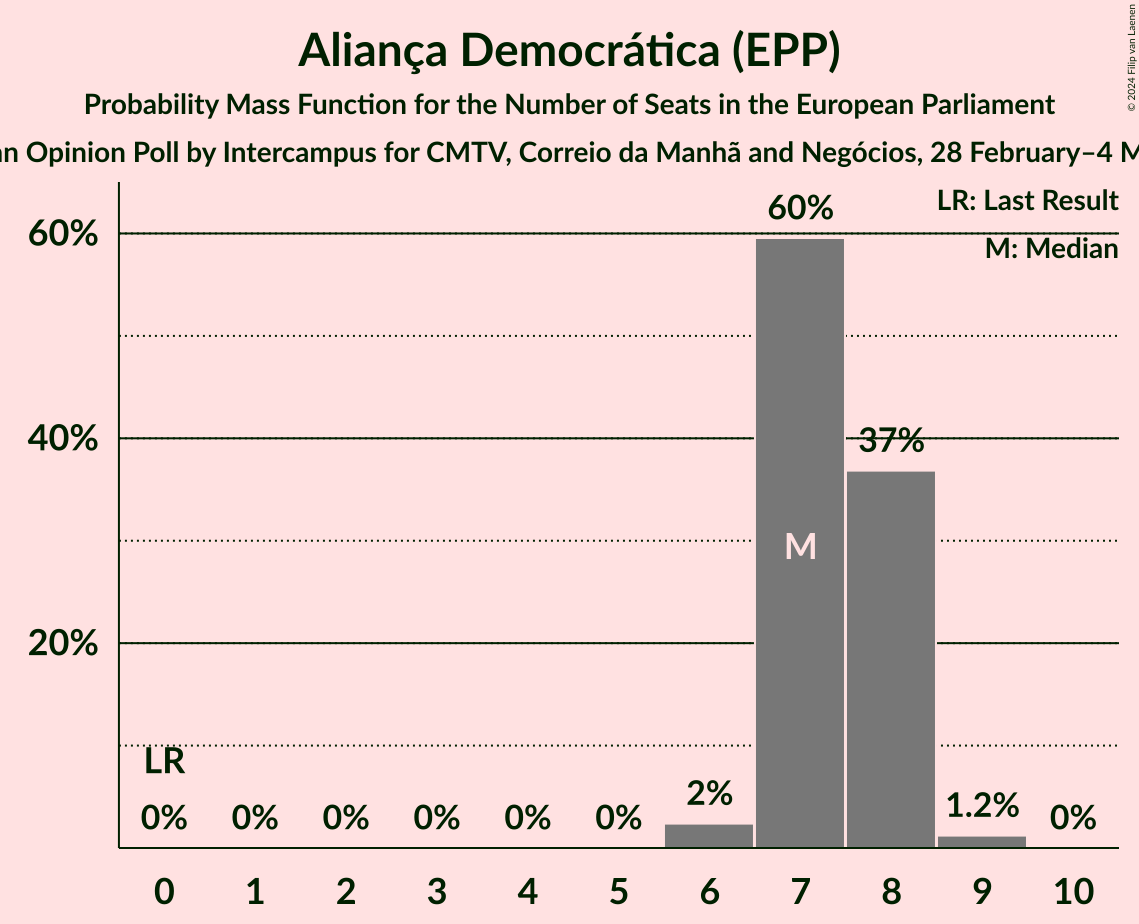 Aliança Democrática (EPP)
Probability Mass Function for the Number of Seats in the European Parliament
Opinion Poll by Intercampus for CMTV, Correio da Manhã and Negócios, 28 February–4
© 2024 Filip van Laenen
LR: Last Result
M: Median
60%
40%
20%
60%
37%
M
LR
0% 0% 0% 0% 0% 0% 2% 1.2% 0%
0 1 2 3 4 5 6 7 8 9 10